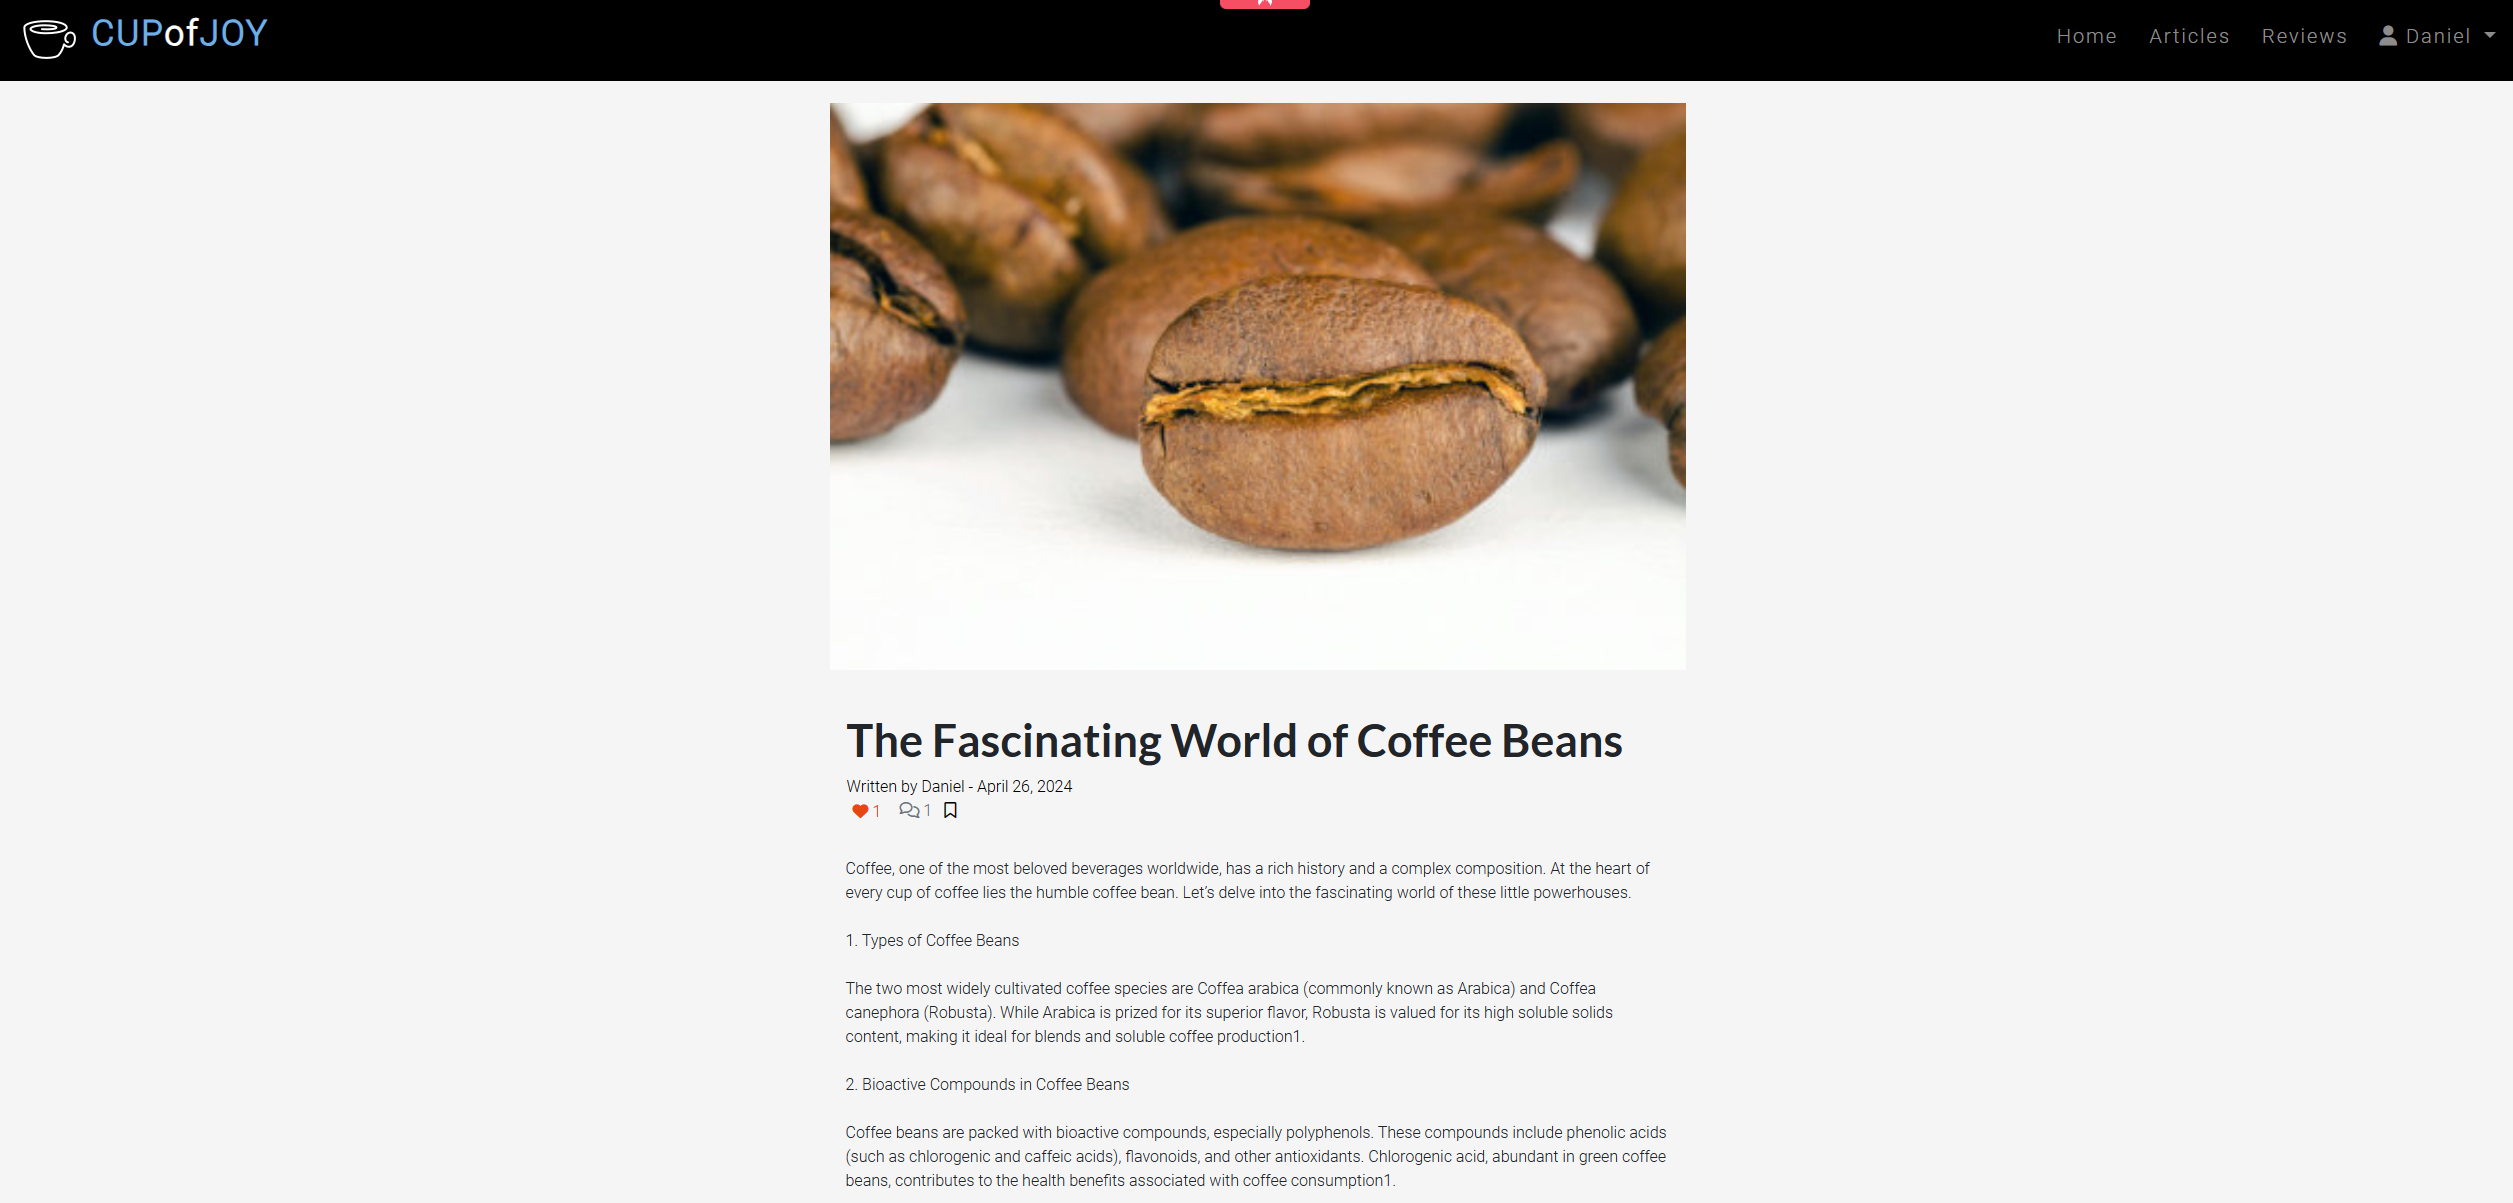 CUPofJOY
Home Articles Reviews Daniel
The Fascinating World of Coffee Beans
Written by Daniel - April 26, 2024
1 1
Coffee, one of the most beloved beverages worldwide, has a rich history and a complex composition. At the heart of
every cup of coffee lies the humble coffee bean. Let's delve into the fascinating world of these little powerhouses.
1. Types of Coffee Beans
The two most widely cultivated coffee species are Coffea arabica (commonly known as Arabica) and Coffea
canephora (Robusta). While Arabica is prized for its superior flavor, Robusta is valued for its high soluble solids
content, making it ideal for blends and soluble coffee production1.
2. Bioactive Compounds in Coffee Beans
Coffee beans are packed with bioactive compounds, especially polyphenols. These compounds include phenolic acids
(such as chlorogenic and caffeic acids), flavonoids, and other antioxidants. Chlorogenic acid, abundant in green coffee
beans, contributes to the health benefits associated with coffee consumption1.